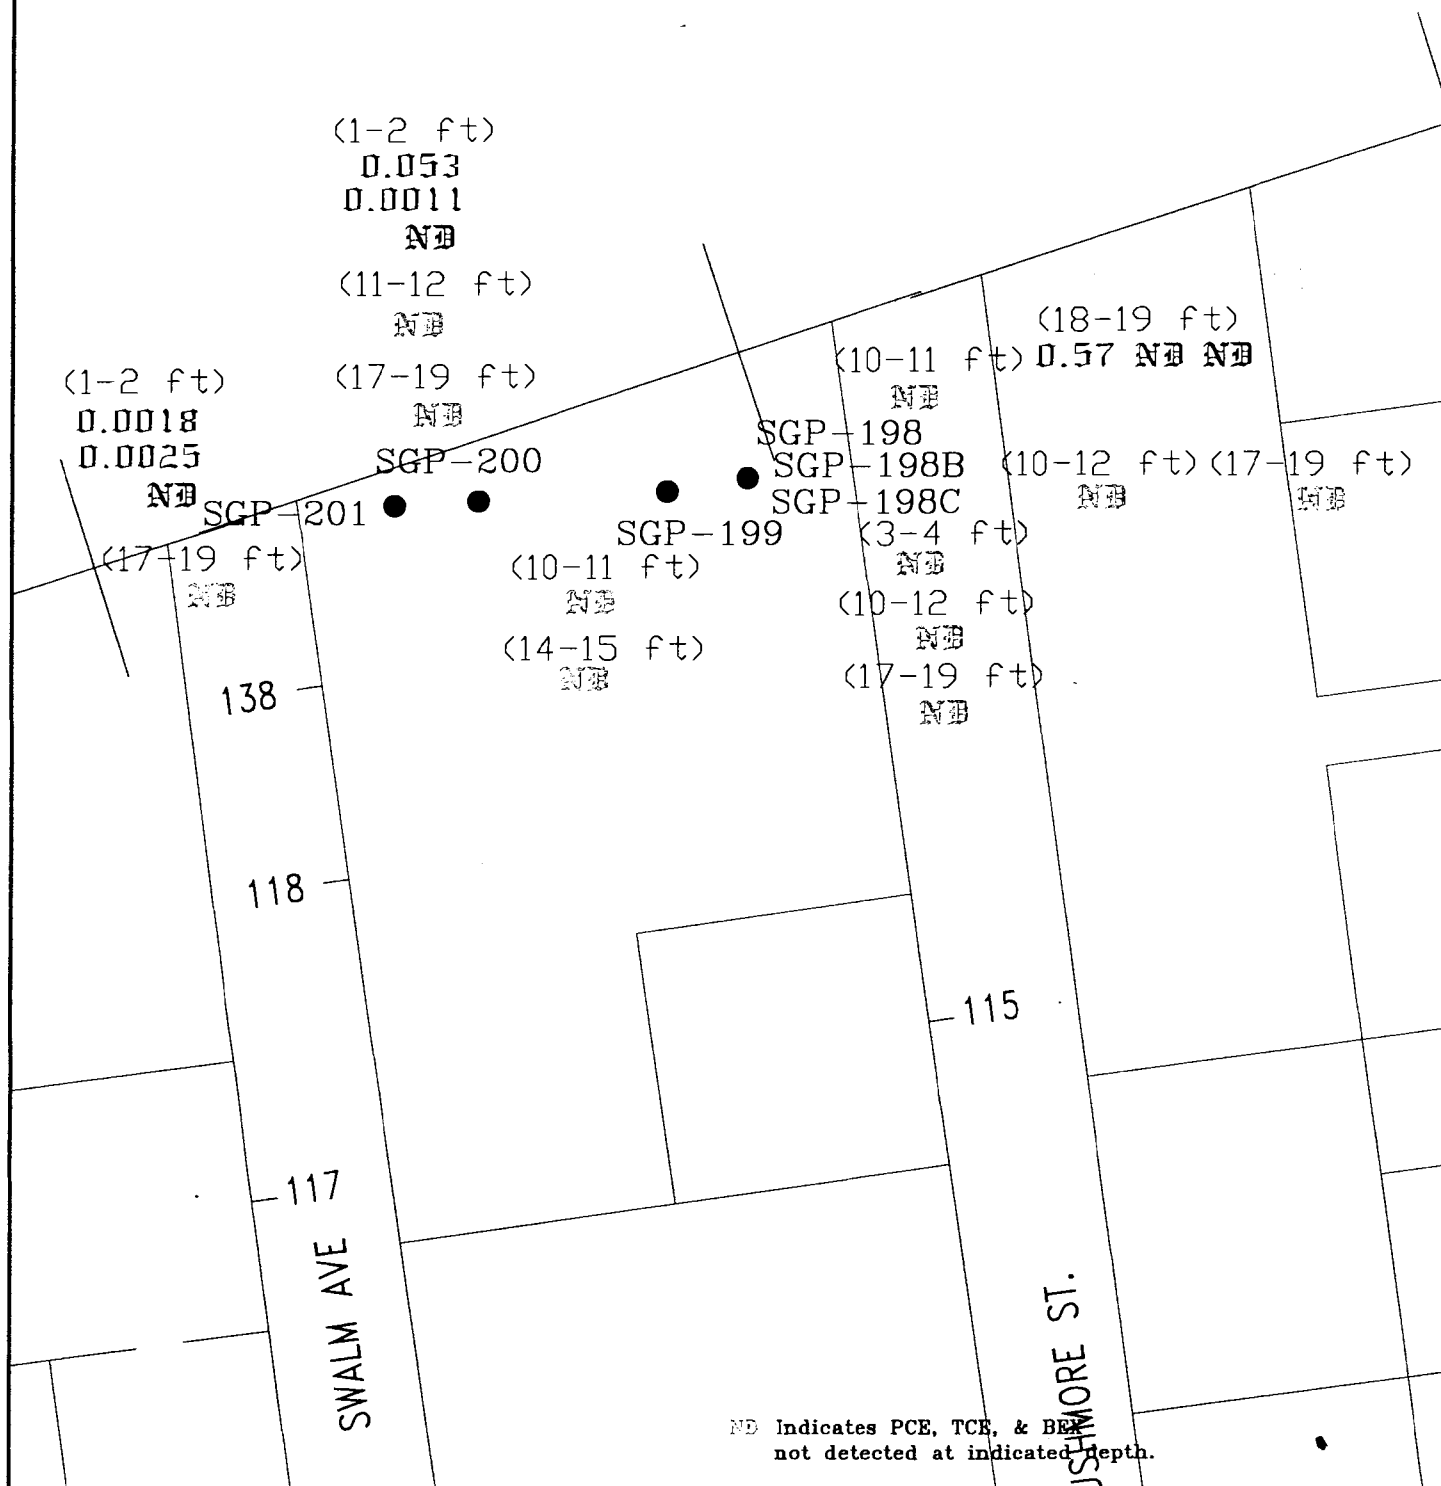 (1-2 ft)
0.053
0.0011
ND
(11-12 ft)
ND
(17-19 ft)
ND
SGP-200
(1-2 ft)
0.0018
0.0025
ND
SGP-201
(17-19 ft)
ND
(18-19 ft)
0.57 ND ND
(10-11 ft)
ND
SGP-198
SGP-198B
SGP-198C
(10-12 ft)
ND
(17-19 ft)
ND
SGP-199
(10-11 ft)
ND
(14-15 ft)
ND
(3-4 ft)
ND
(10-12 ft)
ND
(17-19 ft)
ND
138
118
115
117
SWALM AVE
USHMORE ST.
ND Indicates PCE, TCE, & BEX
not detected at indicated depth.